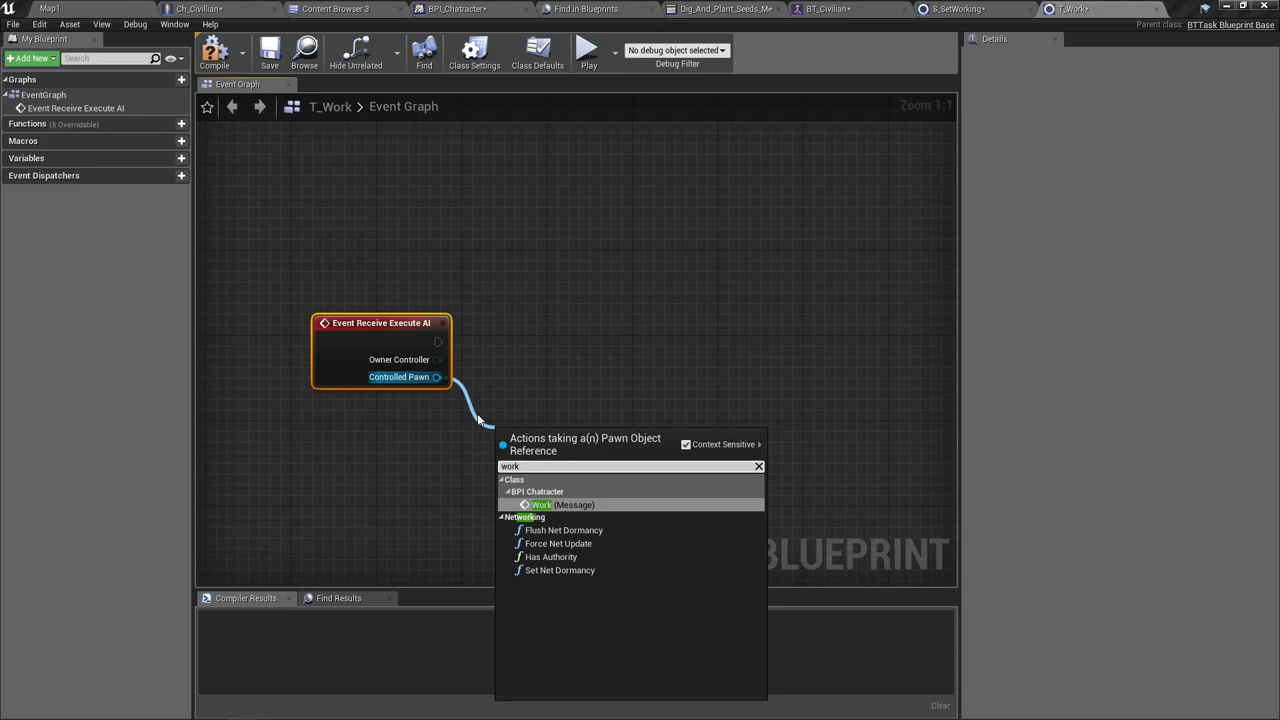 Map1
Ch_Civilian*
Content Browser 3
BPI_Chatracter*
Find in Blueprints
Dig_And_Plant_Seeds_Mo
BT_Civilian*
S_SetWorking*
T_Work*
File
Edit
Asset
View
Debug
Window
Help
Parent class:
BTTask Blueprint Base
My Blueprint
Details
Add New
Search
Compile
Save
Browse
Hide Unrelated
Find
Class Settings
Class Defaults
Play
No debug object selected
Debug Filter
Graphs
EventGraph
Event Receive Execute AI
Functions (5 Overridable)
Macros
Variables
Event Dispatchers
Event Graph
T_Work > Event Graph
Zoom 1:1
Event Receive Execute AI
Owner Controller
Controlled Pawn
Actions taking a(n) Pawn Object
Reference
Context Sensitive
work
Class
BPI Chatracter
Work (Message)
Networking
Flush Net Dormancy
Force Net Update
Has Authority
Set Net Dormancy
BLUEPRINT
Compiler Results
Find Results
Clear